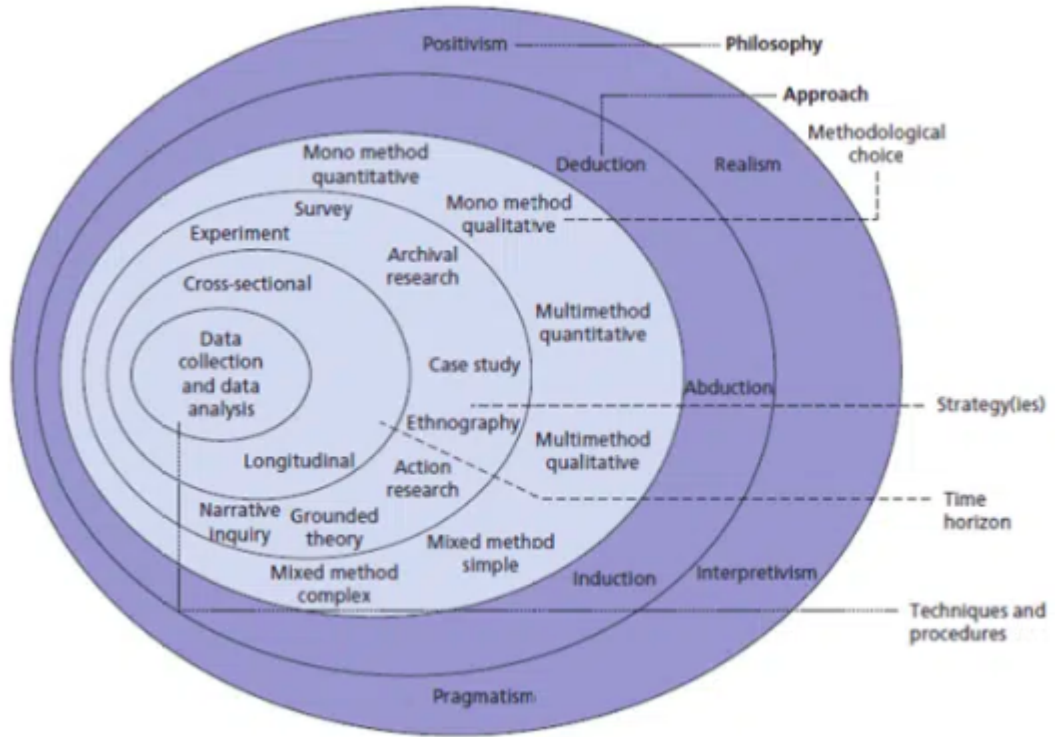 Positivism
Philosophy
Approach
Methodological
choice
Mono method
quantitative
Deduction
Realism
Mono method
qualitative
Survey
Experiment
Archival
research
Cross-sectional
Multimethod
quantitative
Data
collection
and data
analysis
Case study
Abduction
Strategy(ies)
Ethnography
Multimethod
qualitative
Longitudinal
Action
research
Time
horizon
Narrative
inquiry
Grounded
theory
Mixed method
simple
Mixed method
complex
Induction
Interpretivism
Techniques and
procedures
Pragmatism